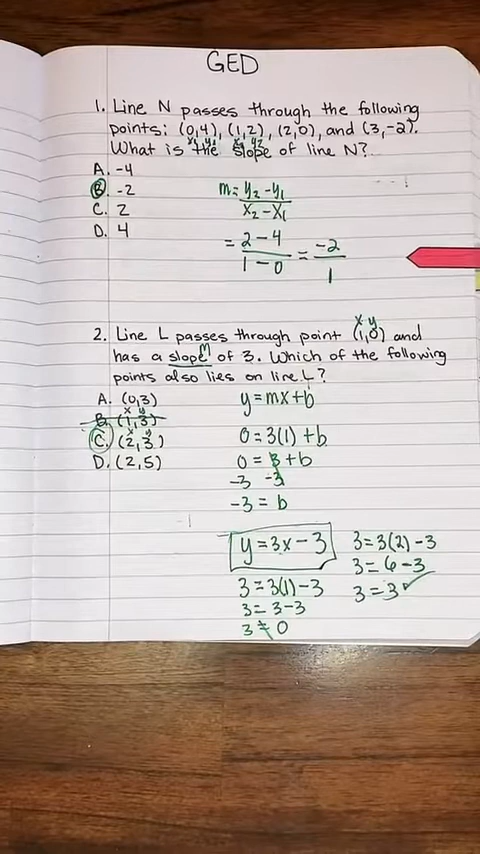 GED
1. Line N passes through the following
points: (0,4), (1,2), (2,0), and (3,-2).
x₁ y₁ x₂ y₂
What is the slope of line N?
A. -4
B. -2
C. 2
D. 4
m = y₂ - y₁
x₂ - x₁
= 2 - 4 = -2
1 - 0 1
x y
2. Line L passes through point (1,0) and
m
has a slope of 3. Which of the following
points also lies on line L?
A. (0,3)
x y
B. (1,3)
x y
C. (2,3)
D. (2,5)
y = mx + b
0 = 3(1) + b
0 = 3 + b
-3 -3
-3 = b
y = 3x - 3
3 = 3(1) - 3
3 = 3 - 3
3 ≠ 0
3 = 3(2) - 3
3 = 6 - 3
3 = 3 ✓